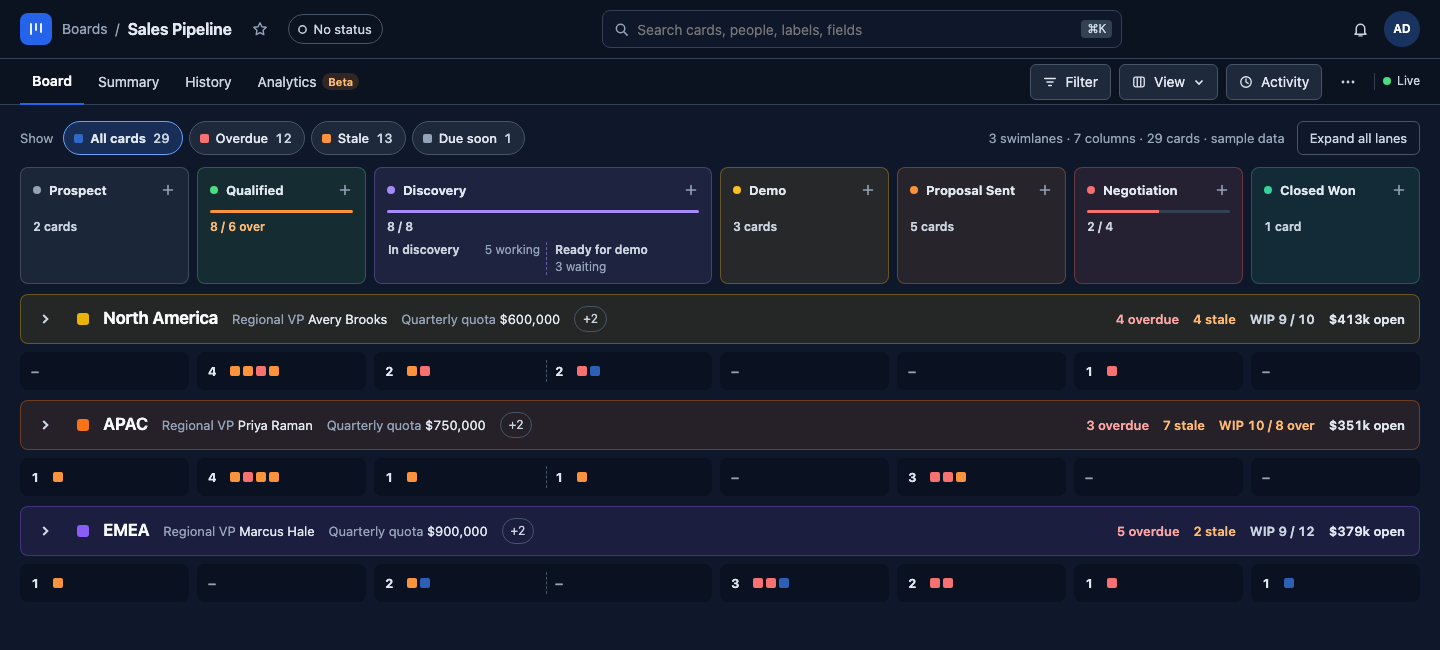 Boards / Sales Pipeline
No status
Search cards, people, labels, fields ⌘K
AD
Board Summary History Analytics Beta
Filter View Activity ··· Live
Show All cards 29 Overdue 12 Stale 13 Due soon 1
3 swimlanes · 7 columns · 29 cards · sample data Expand all lanes
Prospect +
2 cards
Qualified +
8 / 6 over
Discovery +
8 / 8
In discovery 5 working Ready for demo
3 waiting
Demo +
3 cards
Proposal Sent +
5 cards
Negotiation +
2 / 4
Closed Won +
1 card
North America Regional VP Avery Brooks Quarterly quota $600,000 +2 4 overdue 4 stale WIP 9 / 10 $413k open
– 4 2 2 – – 1 –
APAC Regional VP Priya Raman Quarterly quota $750,000 +2 3 overdue 7 stale WIP 10 / 8 over $351k open
1 4 1 1 – 3 – –
EMEA Regional VP Marcus Hale Quarterly quota $900,000 +2 5 overdue 2 stale WIP 9 / 12 $379k open
1 – 2 – 3 2 1 1